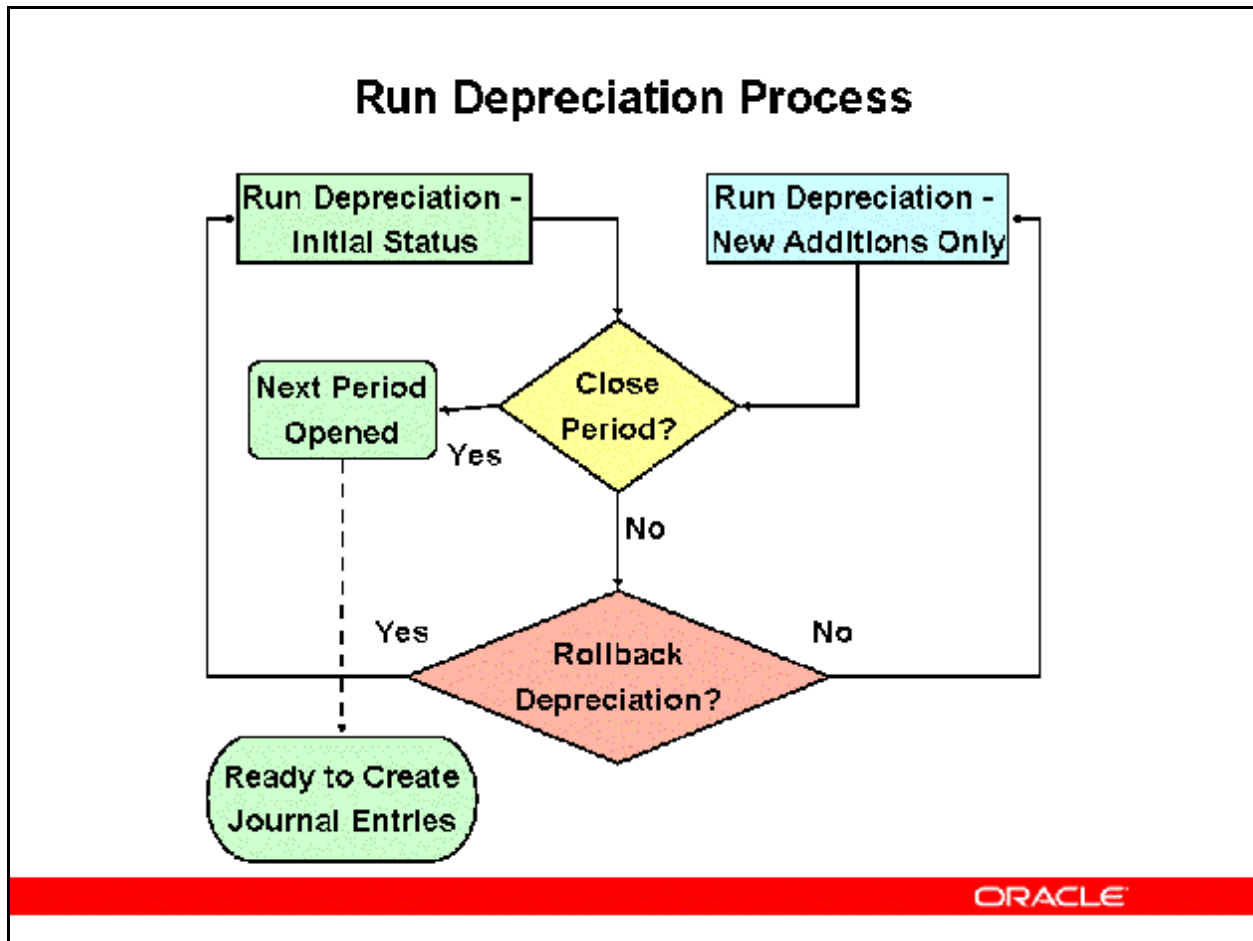 Run Depreciation Process
Run Depreciation -
Initial Status
Run Depreciation -
New Additions Only
Close
Period?
Next Period
Opened
Yes
No
Yes
No
Rollback
Depreciation?
Ready to Create
Journal Entries
ORACLE